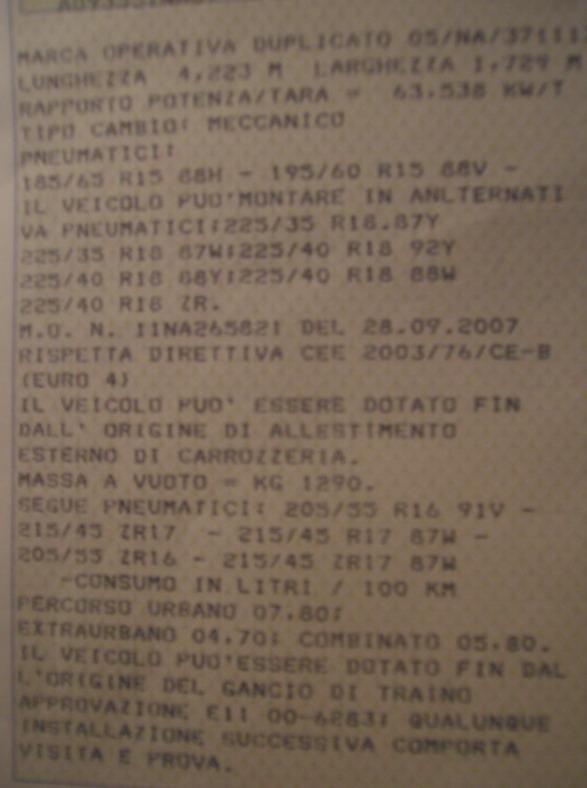 MARCA OPERATIVA DUPLICATO 05/NA/37111
LUNGHEZZA 4,223 M LARGHEZZA 1,729 M
RAPPORTO POTENZA/TARA = 63.538 KW/T
TIPO CAMBIO: MECCANICO
PNEUMATICI:
185/65 R15 88H - 195/60 R15 88V -
IL VEICOLO PUO'MONTARE IN ANLTERNATI
VA PNEUMATICI:225/35 R18.87Y
225/35 R18 87W:225/40 R18 92Y
225/40 R18 88Y:225/40 R18 88W
225/40 R18 ZR.
M.O. N. 11NA265821 DEL 28.09.2007
RISPETTA DIRETTIVA CEE 2003/76/CE-B
(EURO 4)
IL VEICOLO PUO' ESSERE DOTATO FIN
DALL' ORIGINE DI ALLESTIMENTO
ESTERNO DI CARROZZERIA.
MASSA A VUOTO = KG 1290.
SEGUE PNEUMATICI: 205/55 R16 91V -
215/45 ZR17 - 215/45 R17 87W -
205/55 ZR16 - 215/45 ZR17 87W
-CONSUMO IN LITRI / 100 KM
PERCORSO URBANO 07.80;
EXTRAURBANO 04.70; COMBINATO 05.80.
IL VEICOLO PUO'ESSERE DOTATO FIN DAL
L'ORIGINE DEL GANCIO DI TRAINO
APPROVAZIONE E11 00-6283; QUALUNQUE
INSTALLAZIONE SUCCESSIVA COMPORTA
VISITA E PROVA.